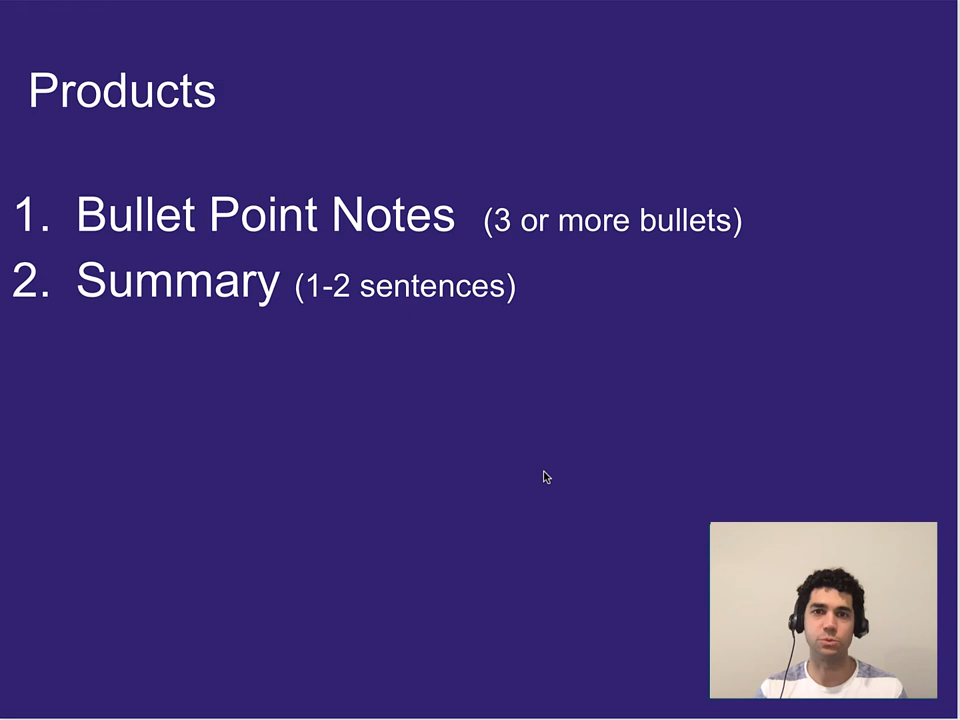 Products
1. Bullet Point Notes (3 or more bullets)
2. Summary (1-2 sentences)